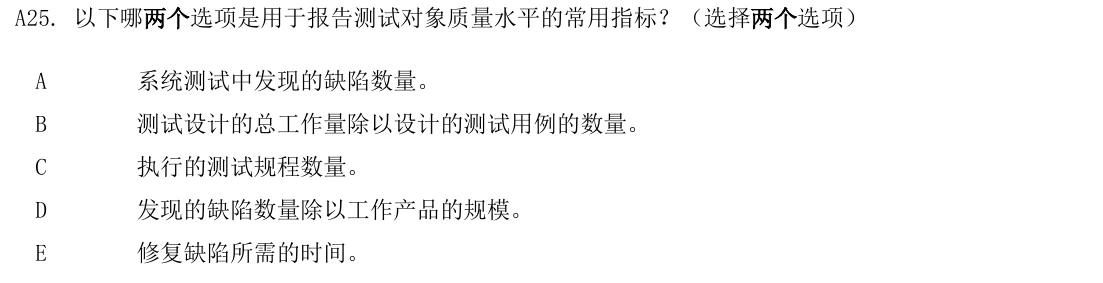 A25. 以下哪两个选项是用于报告测试对象质量水平的常用指标？（选择两个选项）
A 系统测试中发现的缺陷数量。
B 测试设计的总工作量除以设计的测试用例的数量。
C 执行的测试规程数量。
D 发现的缺陷数量除以工作产品的规模。
E 修复缺陷所需的时间。